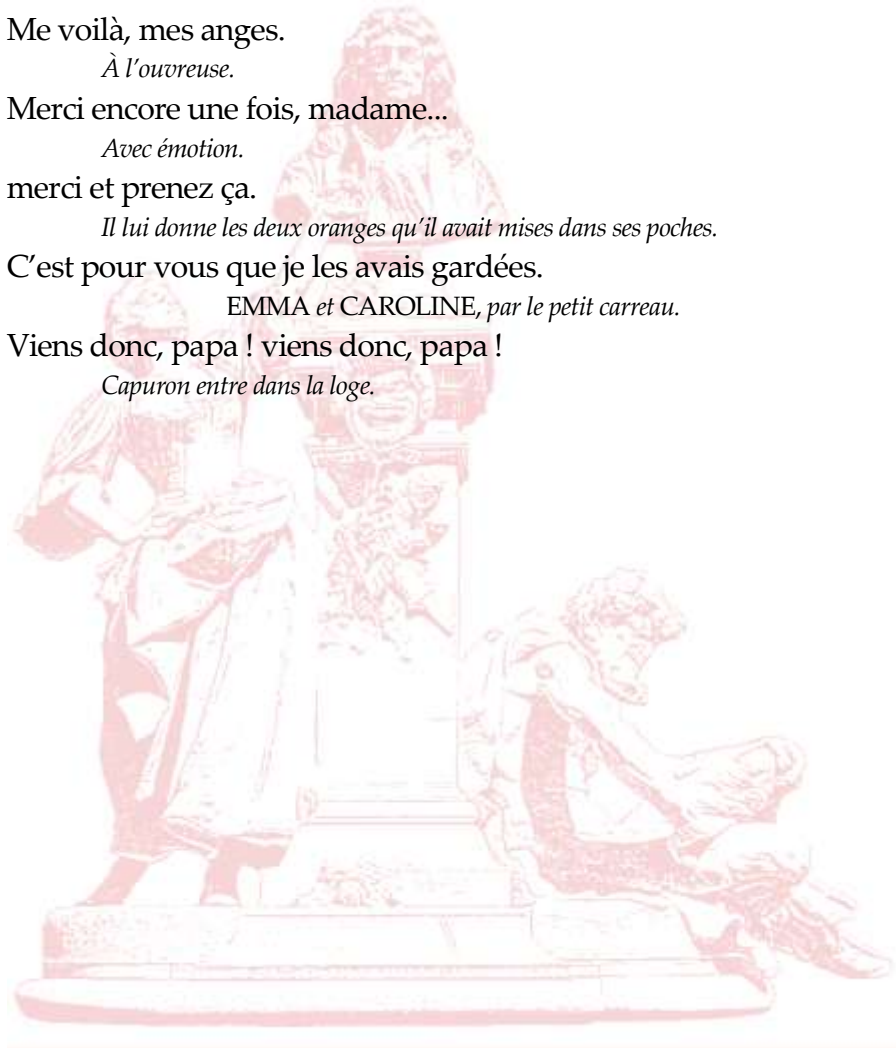 Me voilà, mes anges.
À l’ouvreuse.
Merci encore une fois, madame...
Avec émotion.
merci et prenez ça.
Il lui donne les deux oranges qu’il avait mises dans ses poches.
C’est pour vous que je les avais gardées.
EMMA et CAROLINE, par le petit carreau.
Viens donc, papa ! viens donc, papa !
Capuron entre dans la loge.